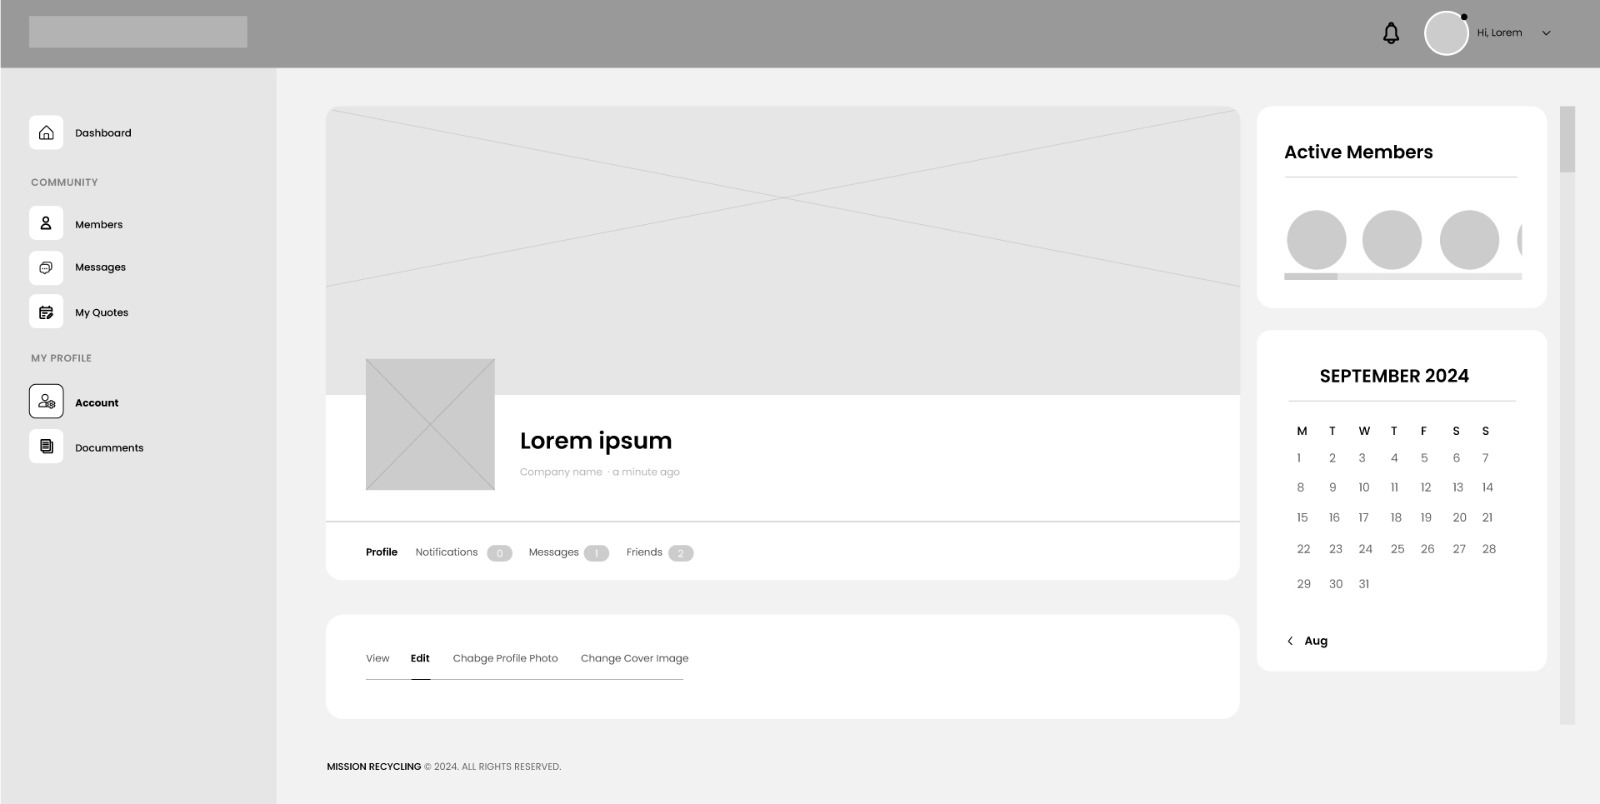 Hi, Lorem
Dashboard
COMMUNITY
Members
Messages
My Quotes
MY PROFILE
Account
Documments
Lorem ipsum
Company name · a minute ago
Profile Notifications 0 Messages 1 Friends 2
View Edit Chabge Profile Photo Change Cover Image
Active Members
SEPTEMBER 2024
M T W T F S S
1 2 3 4 5 6 7
8 9 10 11 12 13 14
15 16 17 18 19 20 21
22 23 24 25 26 27 28
29 30 31
Aug
MISSION RECYCLING © 2024. ALL RIGHTS RESERVED.